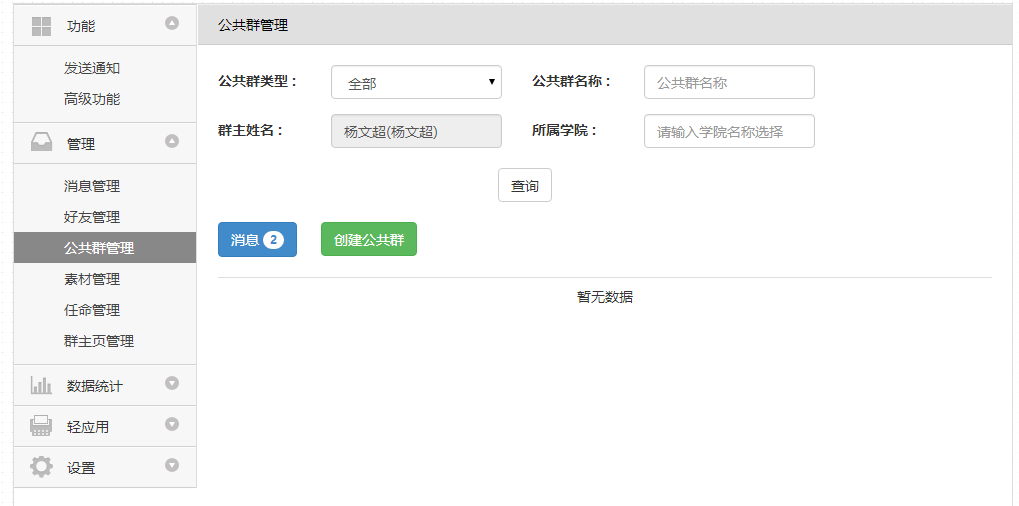 功能
发送通知
高级功能
管理
消息管理
好友管理
公共群管理
素材管理
任命管理
群主页管理
数据统计
轻应用
设置
公共群管理
公共群类型： 全部 公共群名称： 公共群名称
群主姓名： 杨文超(杨文超) 所属学院： 请输入学院名称选择
查询
消息 2 创建公共群
暂无数据